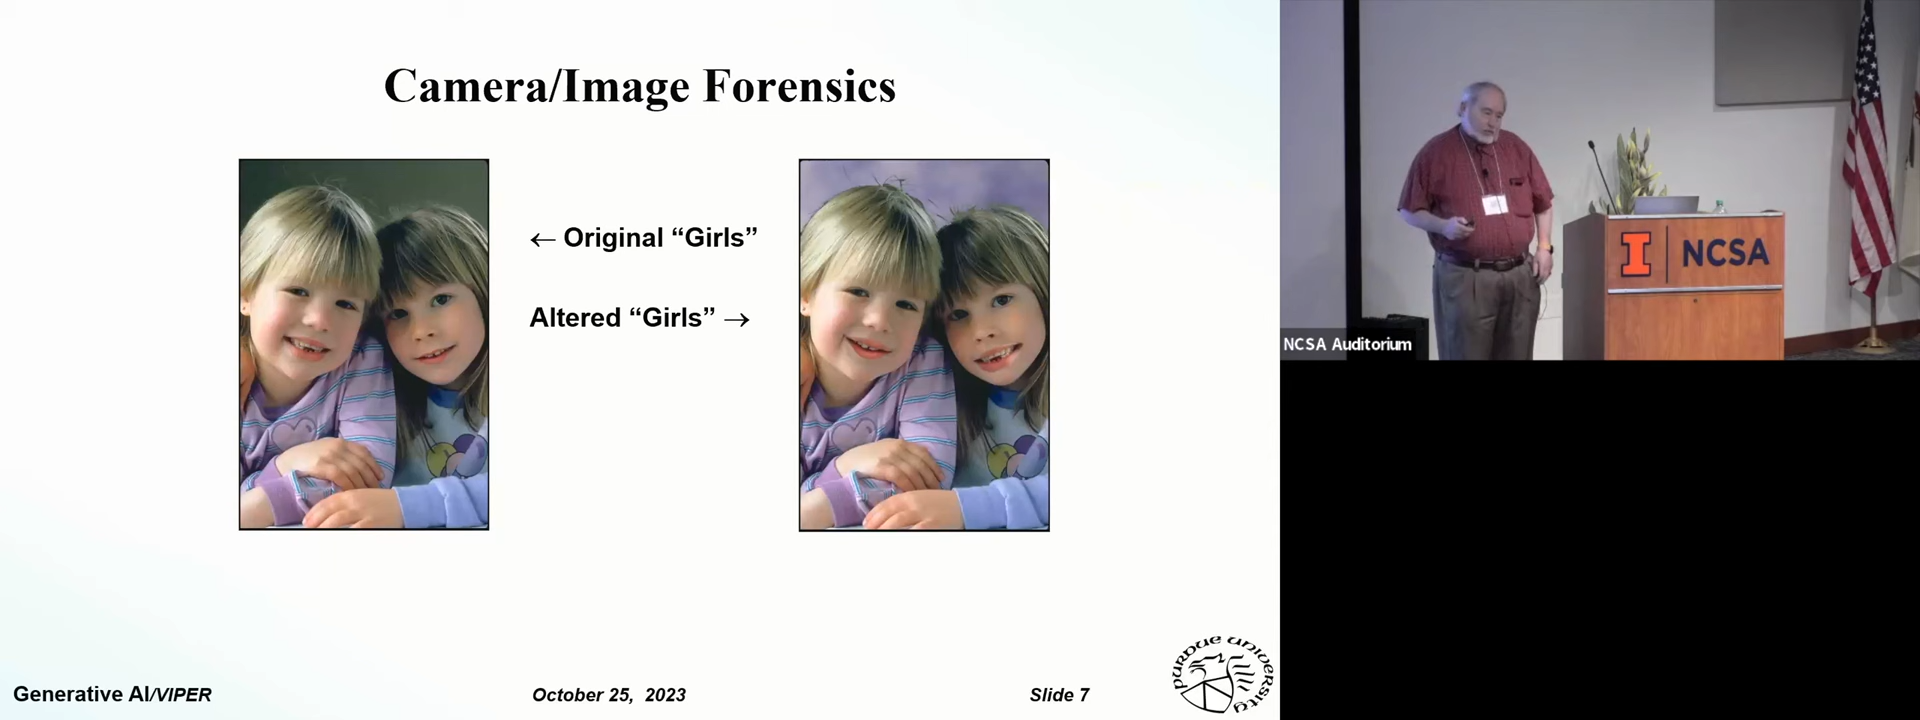 Camera/Image Forensics
← Original “Girls”
Altered “Girls” →
Generative AI/VIPER
October 25, 2023
Slide 7
PURDUE UNIVERSITY
I NCSA
NCSA Auditorium